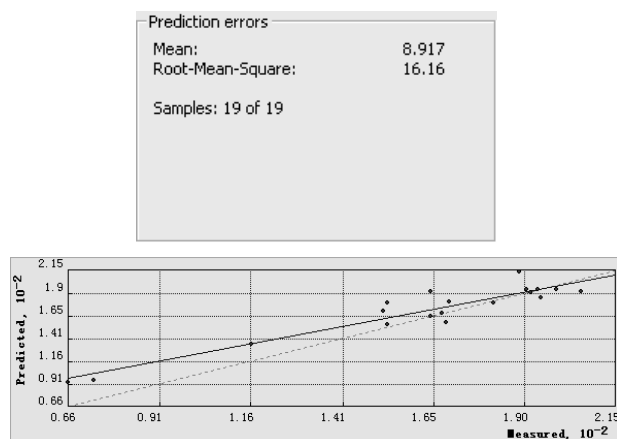 Prediction errors
Mean: 8.917
Root-Mean-Square: 16.16
Samples: 19 of 19
2.15
1.9
1.65
1.41
1.16
0.91
0.66
Predicted, 10-2
0.66 0.91 1.16 1.41 1.65 1.90 2.15
Measured, 10-2